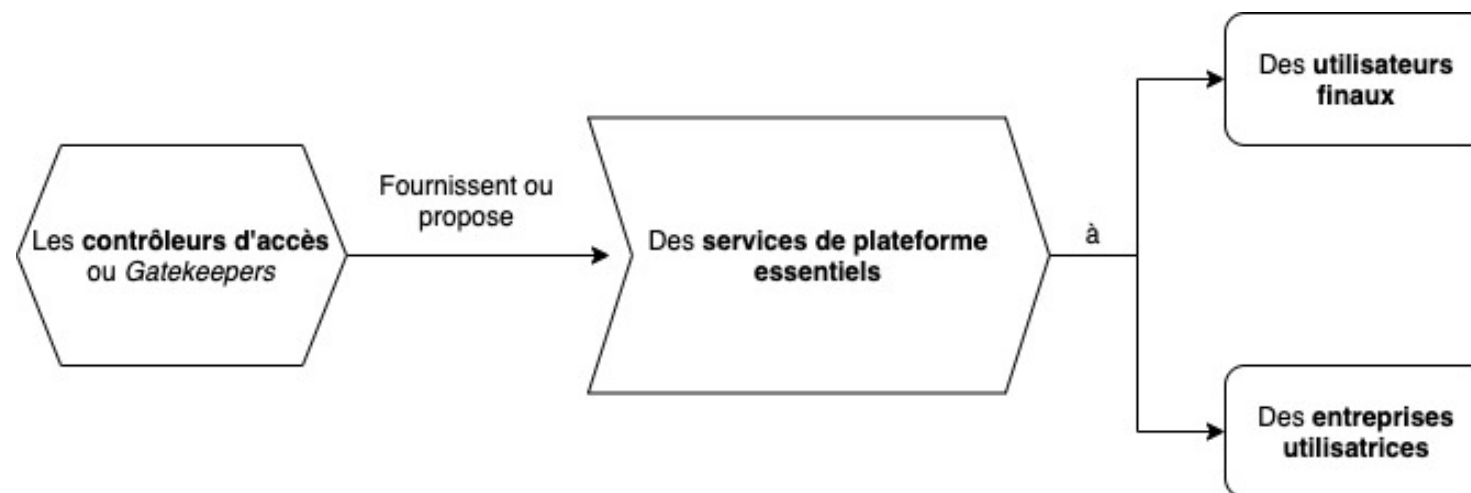 Des utilisateurs
finaux
Fournissent ou
propose
Les contrôleurs d'accès
ou Gatekeepers
Des services de plateforme
essentiels
à
Des entreprises
utilisatrices